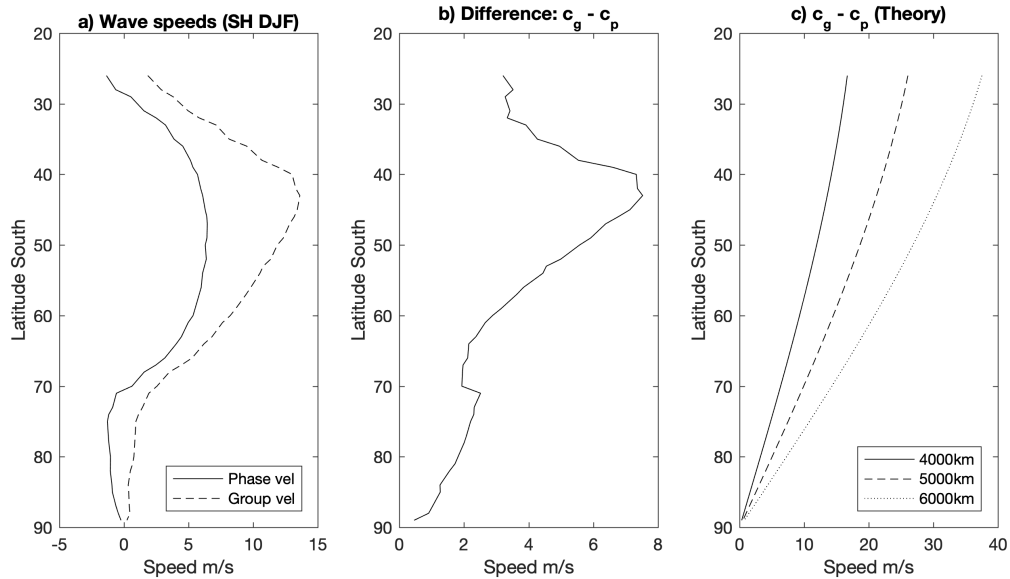 a) Wave speeds (SH DJF)
20
30
40
50
60
70
80
90
Latitude South
-5 0 5 10 15
Speed m/s
Phase vel
Group vel
b) Difference: c_g - c_p
20
30
40
50
60
70
80
90
Latitude South
0 2 4 6 8
Speed m/s
c) c_g - c_p (Theory)
20
30
40
50
60
70
80
90
Latitude South
0 10 20 30 40
Speed m/s
4000km
5000km
6000km